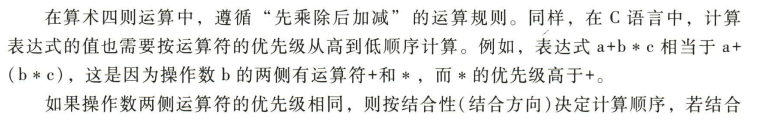 在算术四则运算中，遵循“先乘除后加减”的运算规则。同样，在 C 语言中，计算
表达式的值也需要按运算符的优先级从高到低顺序计算。例如，表达式 a+b * c 相当于 a+
(b * c)，这是因为操作数 b 的两侧有运算符+和 *，而 * 的优先级高于+。
如果操作数两侧运算符的优先级相同，则按结合性(结合方向)决定计算顺序，若结合